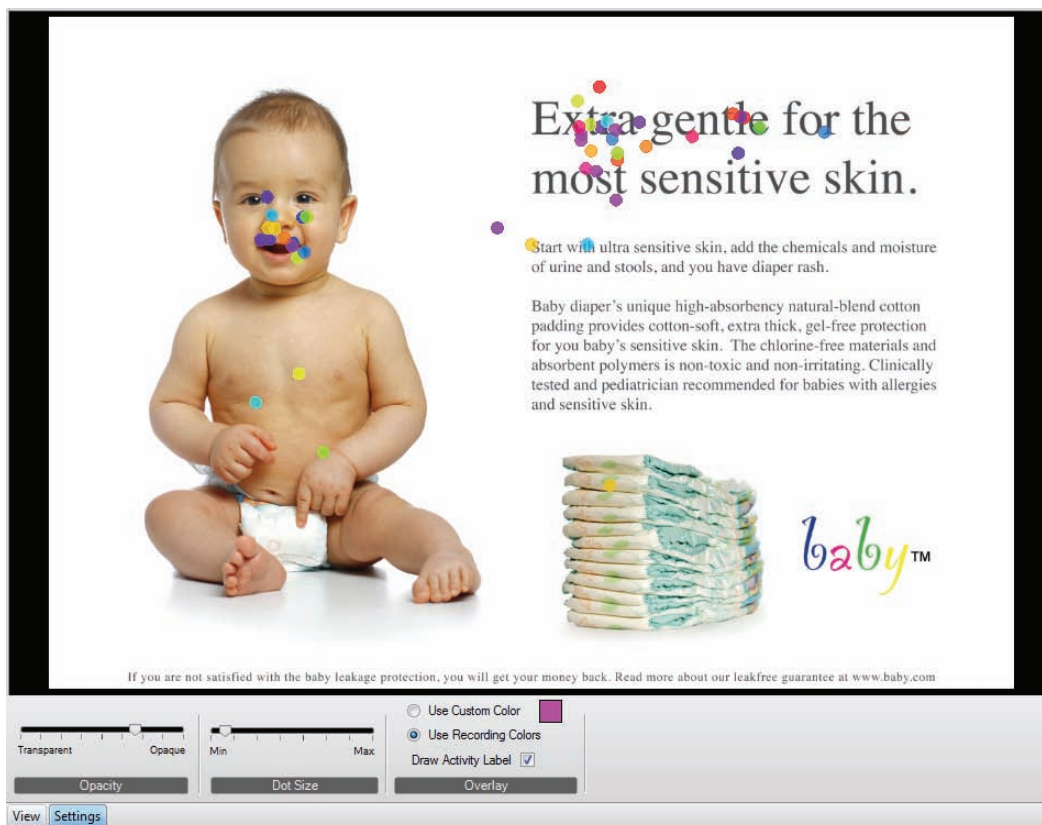 Extra gentle for the
most sensitive skin.
Start with ultra sensitive skin, add the chemicals and moisture
of urine and stools, and you have diaper rash.
Baby diaper's unique high-absorbency natural-blend cotton
padding provides cotton-soft, extra thick, gel-free protection
for you baby's sensitive skin. The chlorine-free materials and
absorbent polymers is non-toxic and non-irritating. Clinically
tested and pediatrician recommended for babies with allergies
and sensitive skin.
baby™
If you are not satisfied with the baby leakage protection, you will get your money back. Read more about our leakfree guarantee at www.baby.com
Transparent Opaque
Opacity
Min Max
Dot Size
Use Custom Color
Use Recording Colors
Draw Activity Label
Overlay
View Settings